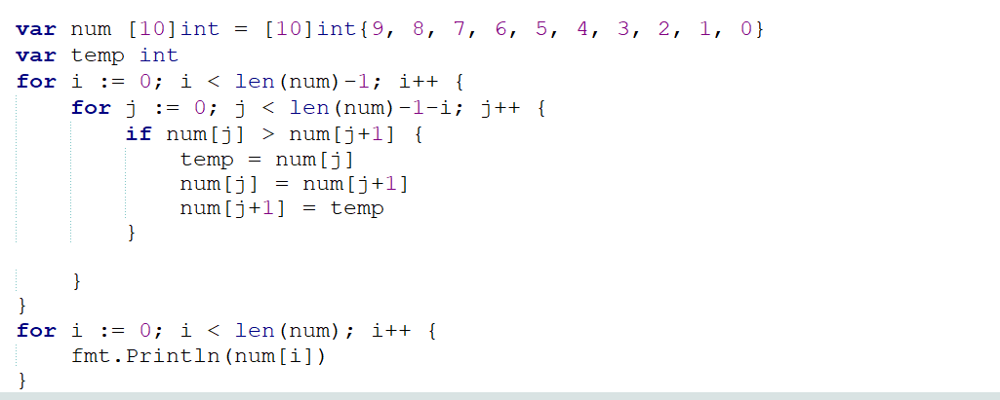 var num [10]int = [10]int{9, 8, 7, 6, 5, 4, 3, 2, 1, 0}
var temp int
for i := 0; i < len(num)-1; i++ {
    for j := 0; j < len(num)-1-i; j++ {
        if num[j] > num[j+1] {
            temp = num[j]
            num[j] = num[j+1]
            num[j+1] = temp
        }

    }
}
for i := 0; i < len(num); i++ {
    fmt.Println(num[i])
}